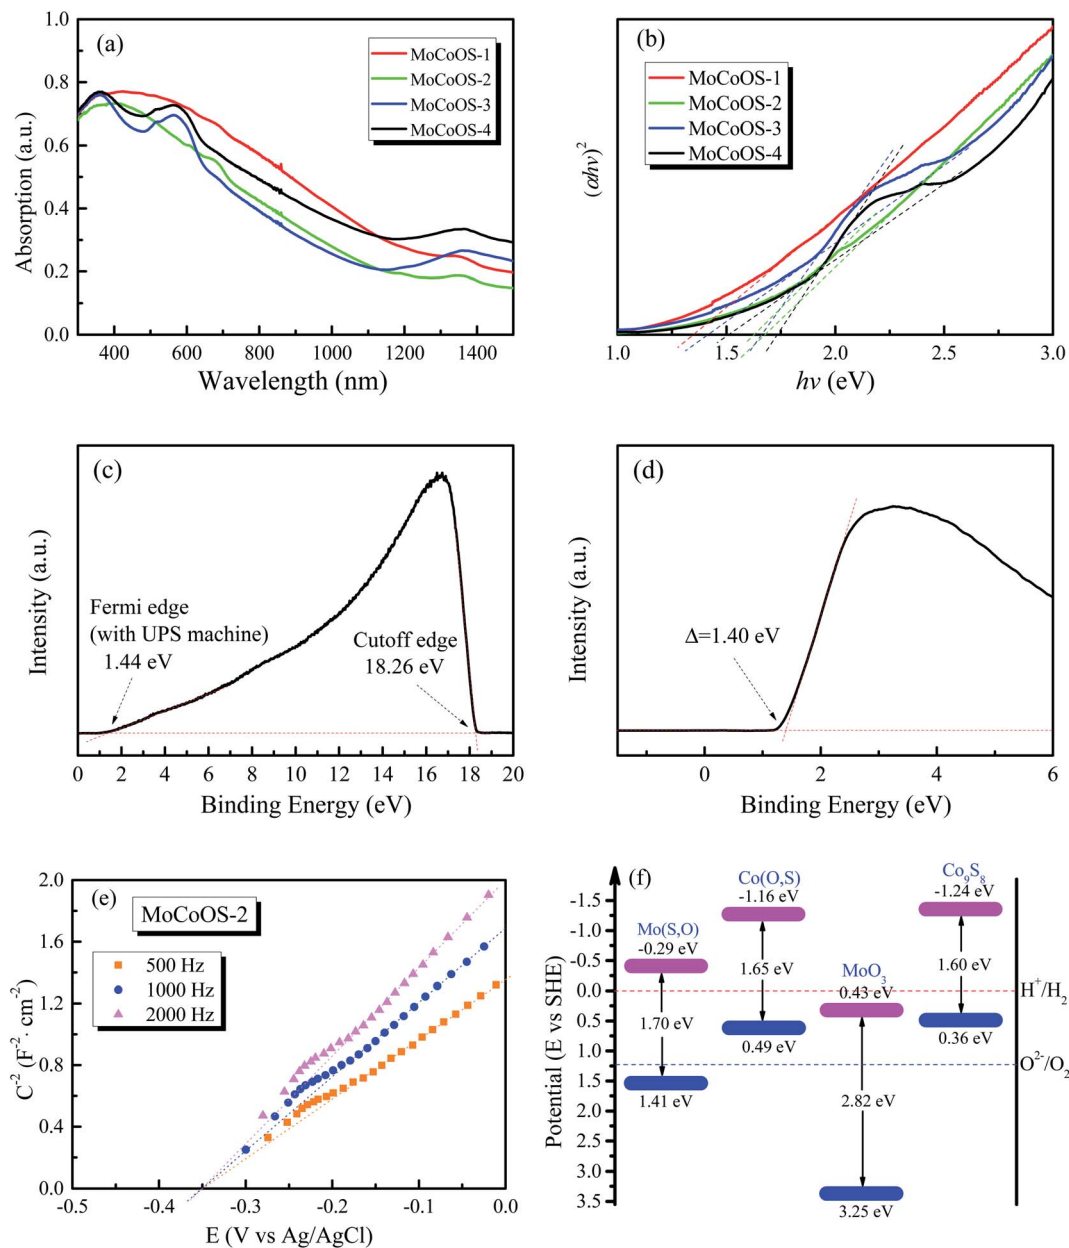 (a)
MoCoOS-1
MoCoOS-2
MoCoOS-3
MoCoOS-4
Absorption (a.u.)
1.0
0.8
0.6
0.4
0.2
0.0
400 600 800 1000 1200 1400
Wavelength (nm)
(b)
MoCoOS-1
MoCoOS-2
MoCoOS-3
MoCoOS-4
(αhν)²
1.0 1.5 2.0 2.5 3.0
hν (eV)
(c)
Intensity (a.u.)
Fermi edge
(with UPS machine)
1.44 eV
Cutoff edge
18.26 eV
0 2 4 6 8 10 12 14 16 18 20
Binding Energy (eV)
(d)
Intensity (a.u.)
Δ=1.40 eV
0 2 4 6
Binding Energy (eV)
(e)
MoCoOS-2
500 Hz
1000 Hz
2000 Hz
C⁻² (F⁻² · cm⁻²)
2.0
1.6
1.2
0.8
0.4
0.0
-0.5 -0.4 -0.3 -0.2 -0.1 0.0
E (V vs Ag/AgCl)
(f)
Potential (E vs SHE)
-1.5
-1.0
-0.5
0.0
0.5
1.0
1.5
2.0
2.5
3.0
3.5
Mo(S,O)
-0.29 eV
1.70 eV
1.41 eV
Co(O,S)
-1.16 eV
1.65 eV
0.49 eV
MoO₃
0.43 eV
2.82 eV
3.25 eV
Co₉S₈
-1.24 eV
1.60 eV
0.36 eV
H⁺/H₂
O²⁻/O₂